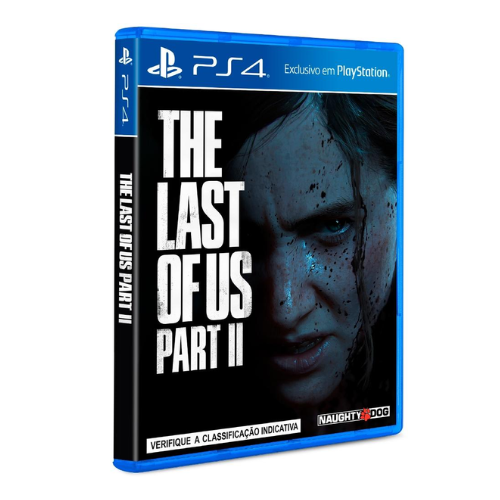 PS4
Exclusivo em PlayStation®
THE
LAST
OF US
PART II
VERIFIQUE A CLASSIFICAÇÃO INDICATIVA
NAUGHTY DOG
PS4
THE LAST OF US PART II